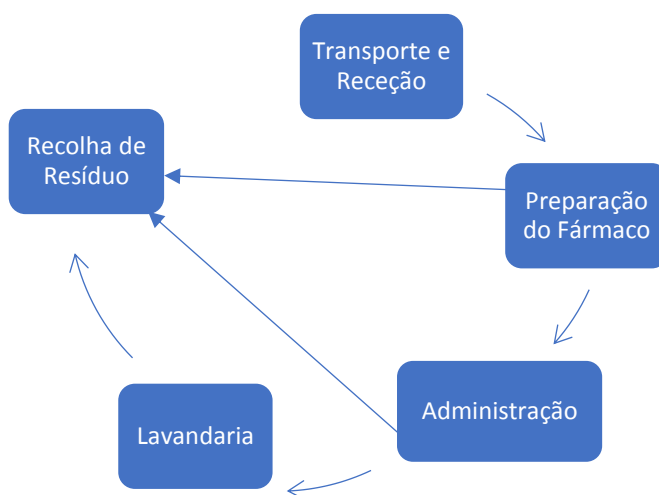 Transporte e
Receção
Recolha de
Resíduo
Preparação
do Fármaco
Administração
Lavandaria